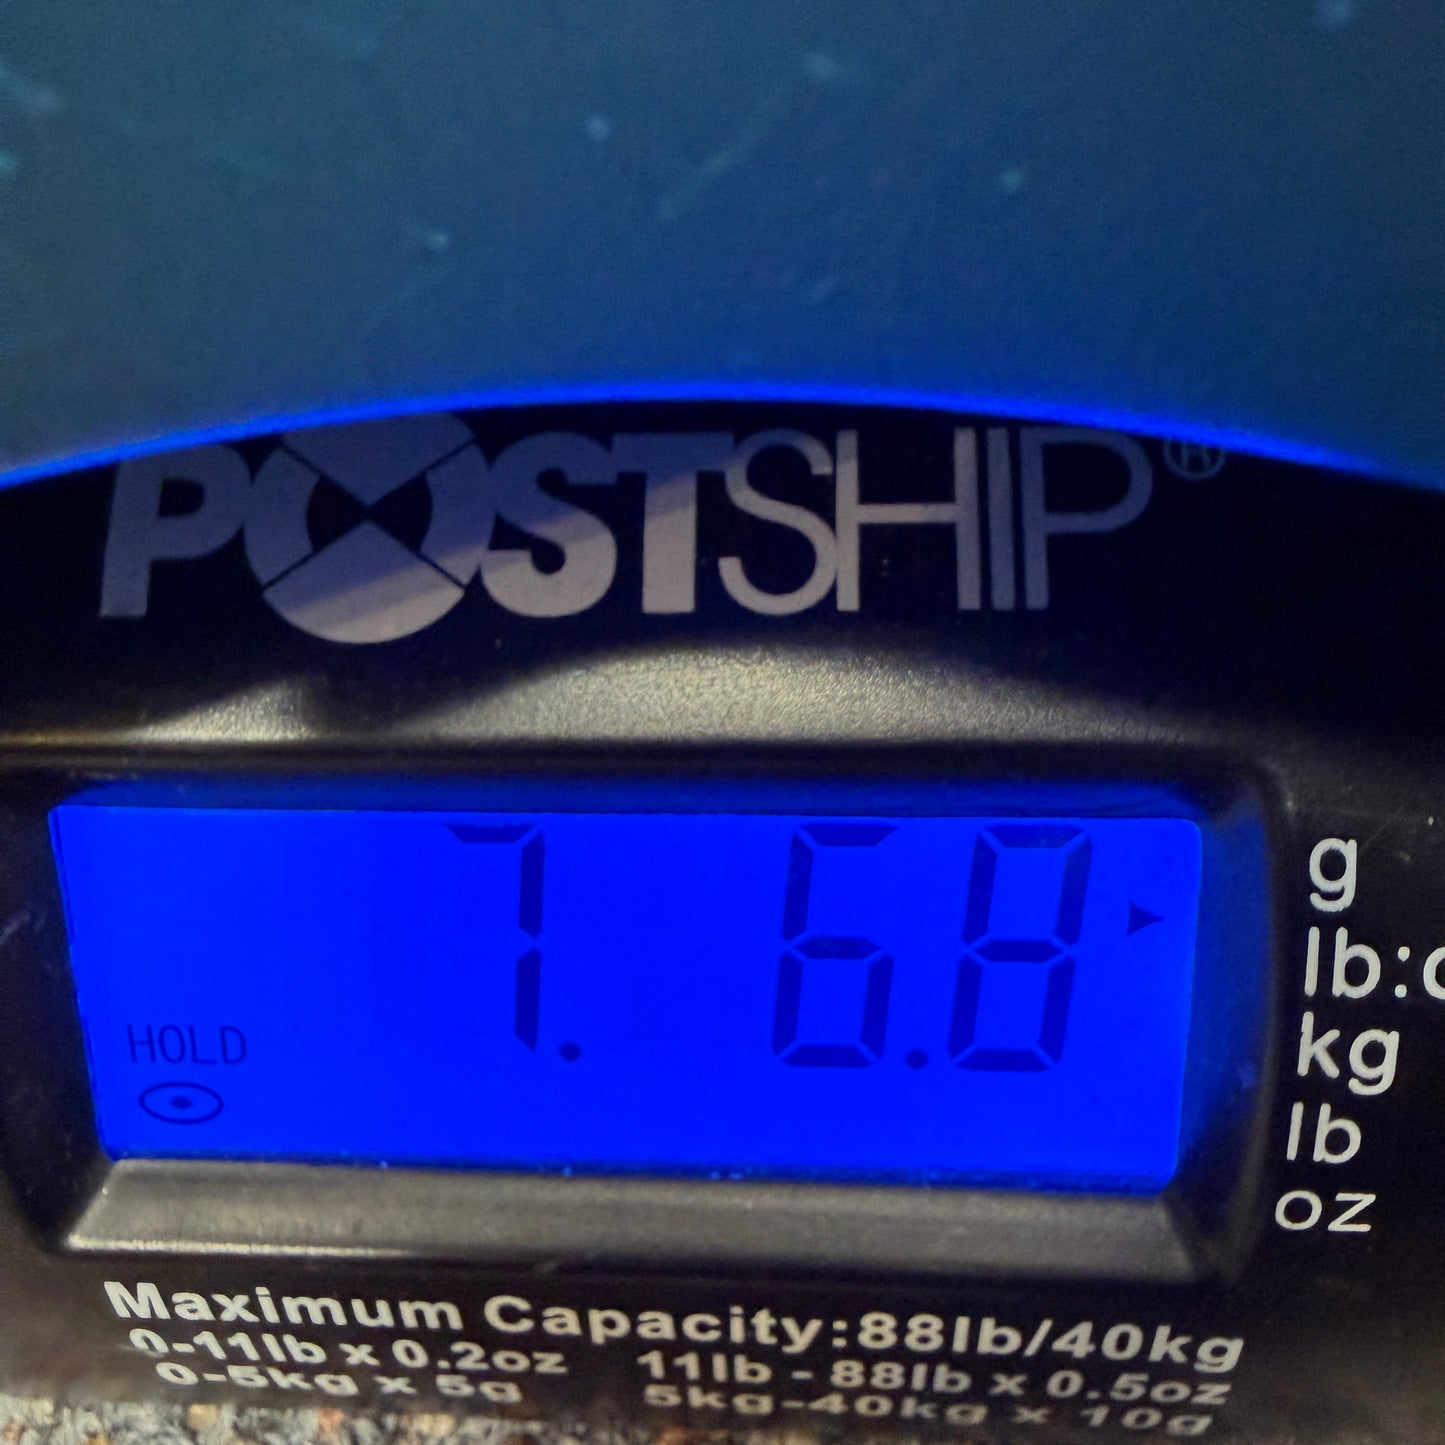 POSTSHIP®
7. 6.8
HOLD
g
lb:o
kg
lb
oz
Maximum Capacity:88lb/40kg
0-11lb x 0.2oz 11lb - 88lb x 0.5oz
0-5kg x 5g 5kg-40kg x 10g